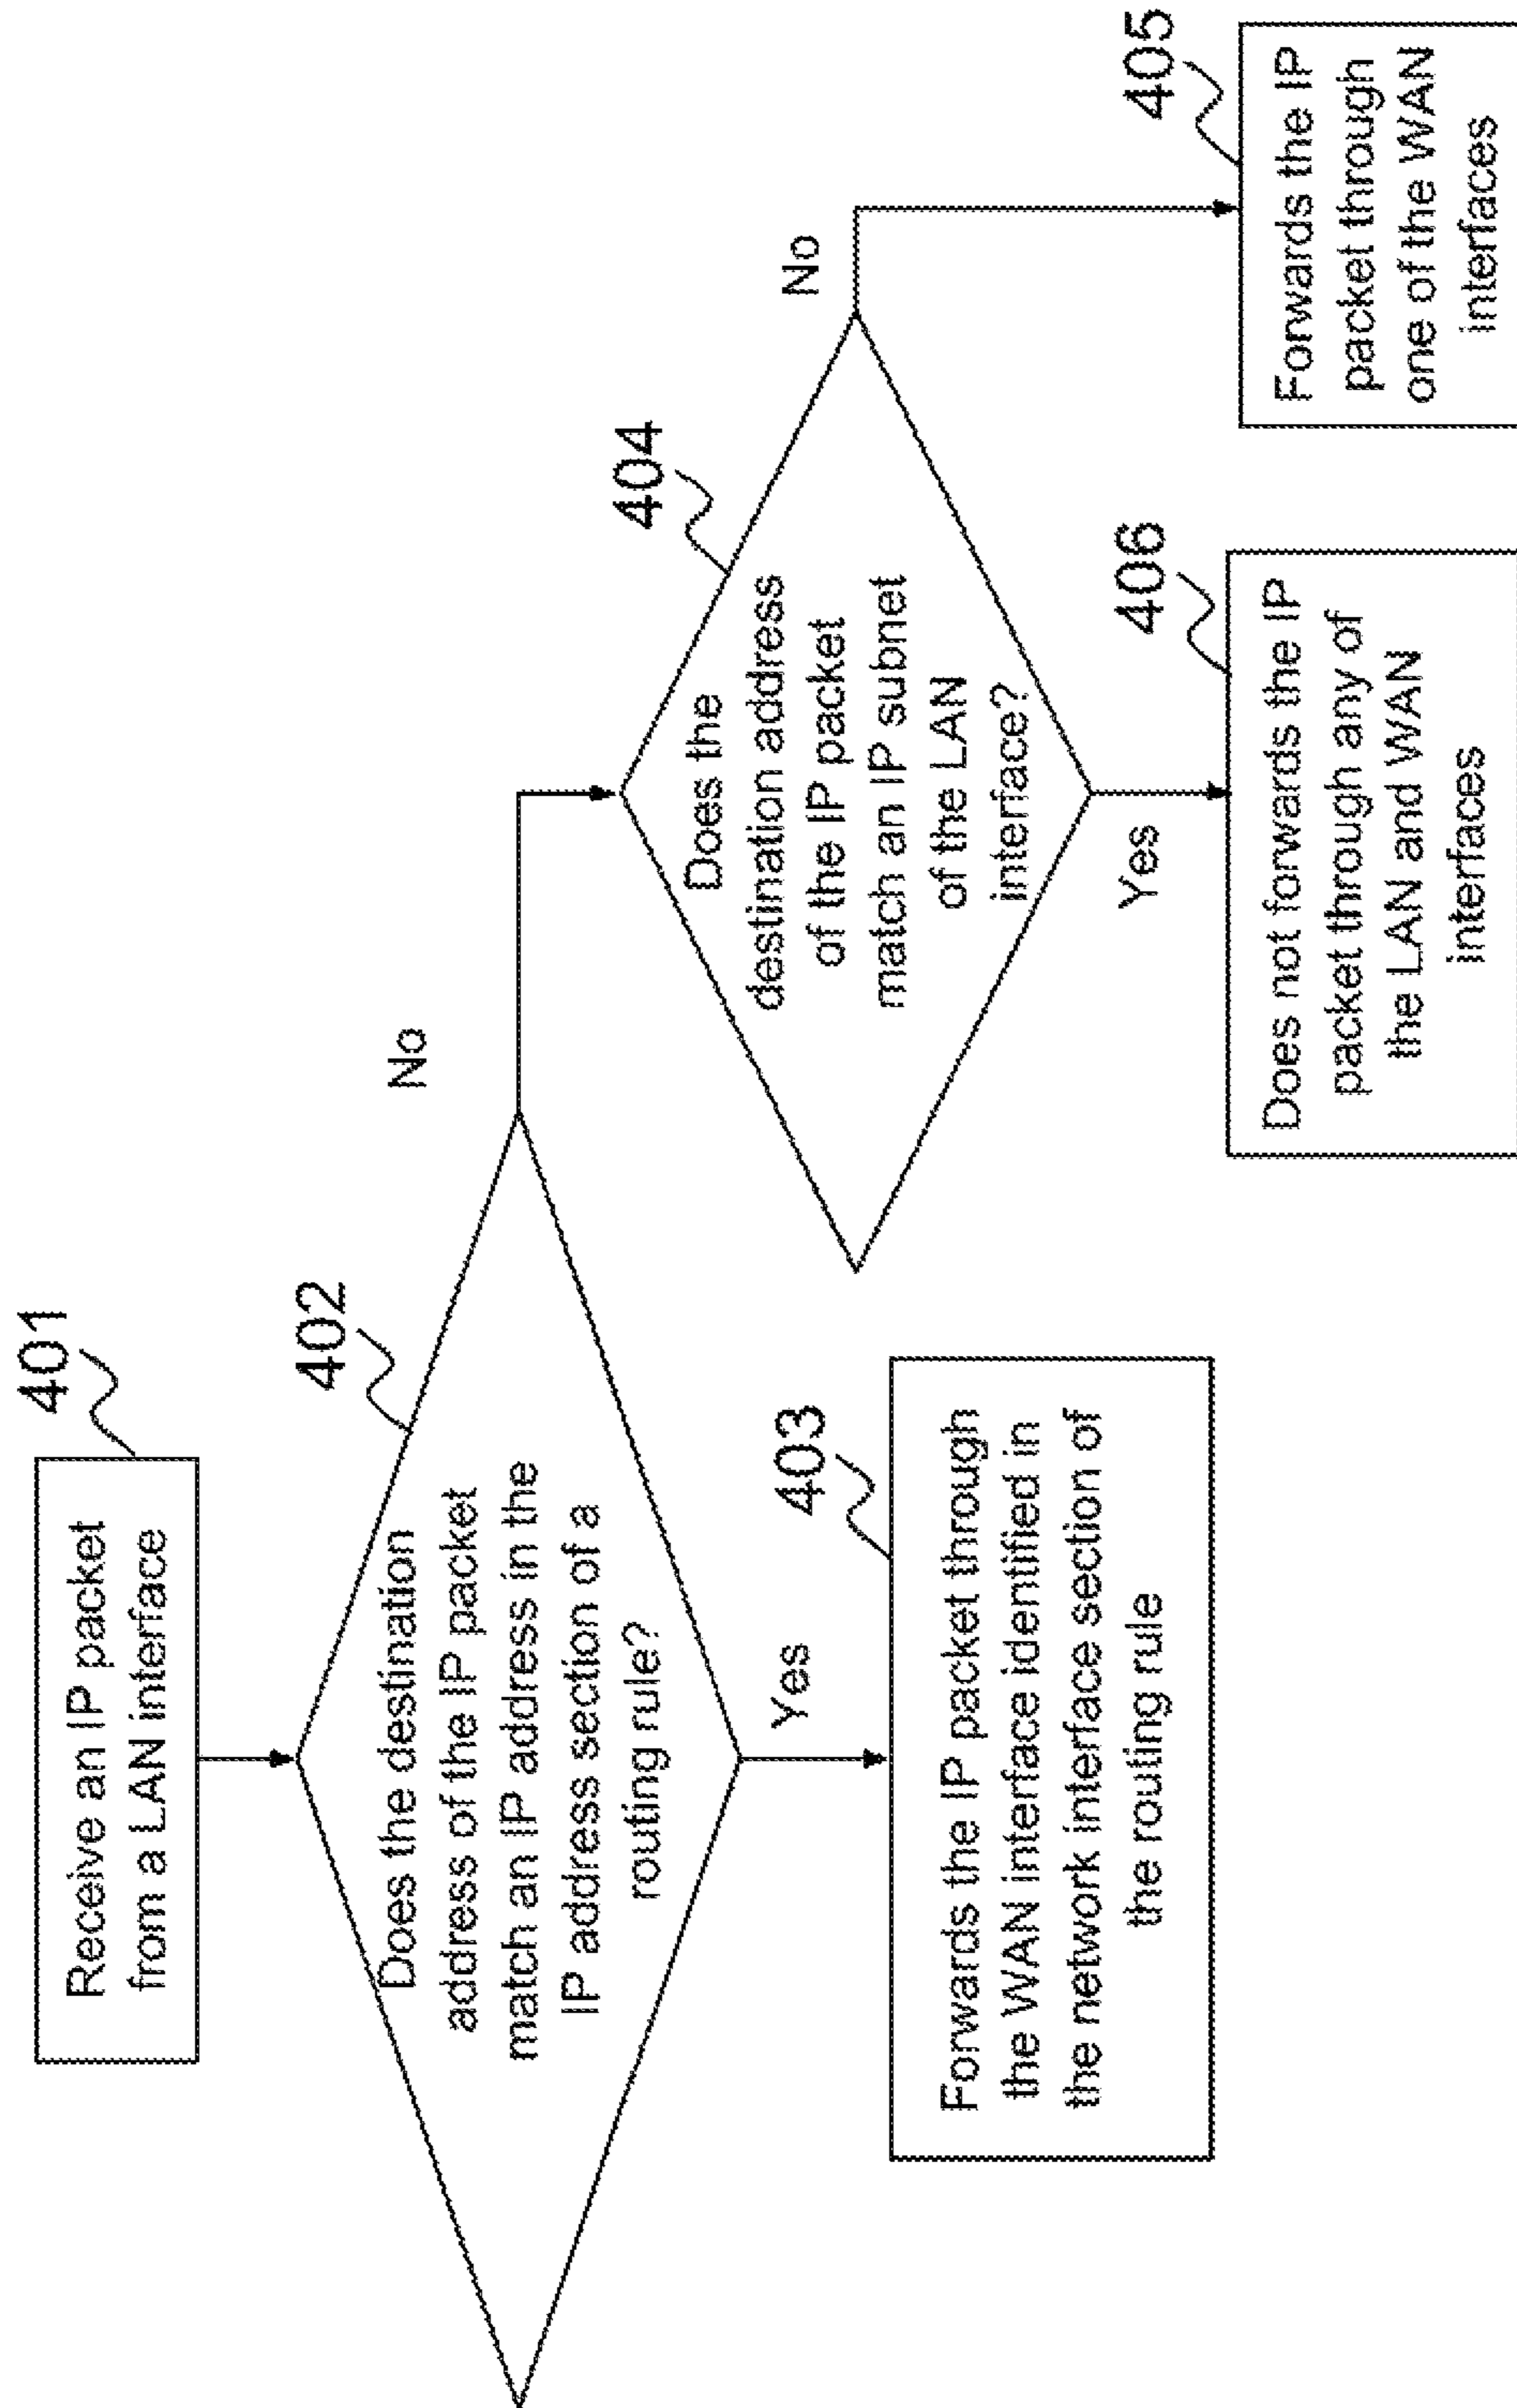 401
Receive an IP packet
from a LAN interface
402
Does the destination
address of the IP packet
match an IP address in the
IP address section of a
routing rule?
No
Yes
403
Forwards the IP packet through
the WAN interface identified in
the network interface section of
the routing rule
404
Does the
destination address
of the IP packet
match an IP subnet
of the LAN
interface?
No
Yes
406
Does not forwards the IP
packet through any of
the LAN and WAN
interfaces
405
Forwards the IP
packet through
one of the WAN
interfaces